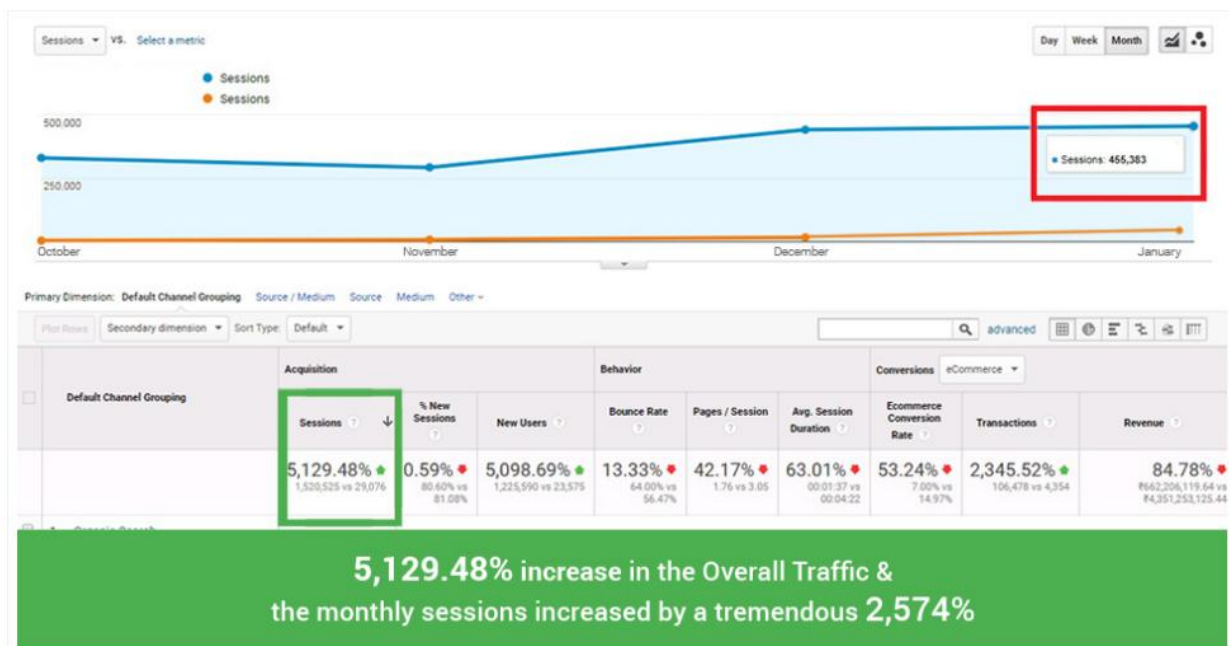 Sessions VS. Select a metric Day Week Month
Sessions
Sessions
500,000
Sessions: 455,383
250,000
October November December January
Primary Dimension: Default Channel Grouping Source / Medium Source Medium Other
Plot Rows Secondary dimension Sort Type: Default advanced
Acquisition Behavior Conversions eCommerce
Default Channel Grouping Sessions ? % New Sessions ? New Users ? Bounce Rate ? Pages / Session ? Avg. Session Duration ? Ecommerce Conversion Rate ? Transactions ? Revenue ?
5,129.48% 0.59% 5,098.69% 13.33% 42.17% 63.01% 53.24% 2,345.52% 84.78%
1,520,525 vs 29,076 80.60% vs 81.08% 1,225,590 vs 23,575 64.00% vs 56.47% 1.76 vs 3.05 00:01:37 vs 00:04:22 7.00% vs 14.97% 106,478 vs 4,354 ₹662,206,119.64 vs ₹4,351,253,125.44
5,129.48% increase in the Overall Traffic &
the monthly sessions increased by a tremendous 2,574%